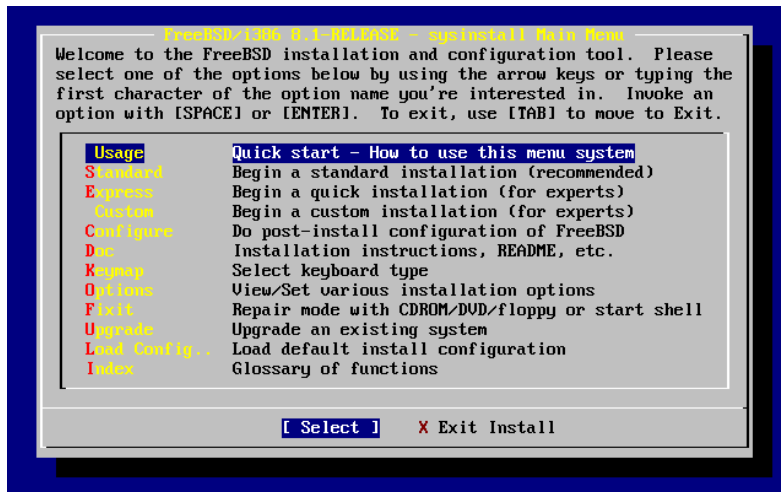 FreeBSD/i386 8.1-RELEASE - sysinstall Main Menu
Welcome to the FreeBSD installation and configuration tool.  Please
select one of the options below by using the arrow keys or typing the
first character of the option name you're interested in.  Invoke an
option with [SPACE] or [ENTER].  To exit, use [TAB] to move to Exit.
Usage Quick start - How to use this menu system
Standard Begin a standard installation (recommended)
Express Begin a quick installation (for experts)
Custom Begin a custom installation (for experts)
Configure Do post-install configuration of FreeBSD
Doc Installation instructions, README, etc.
Keymap Select keyboard type
Options View/Set various installation options
Fixit Repair mode with CDROM/DVD/floppy or start shell
Upgrade Upgrade an existing system
Load Config.. Load default install configuration
Index Glossary of functions
[ Select ] X Exit Install